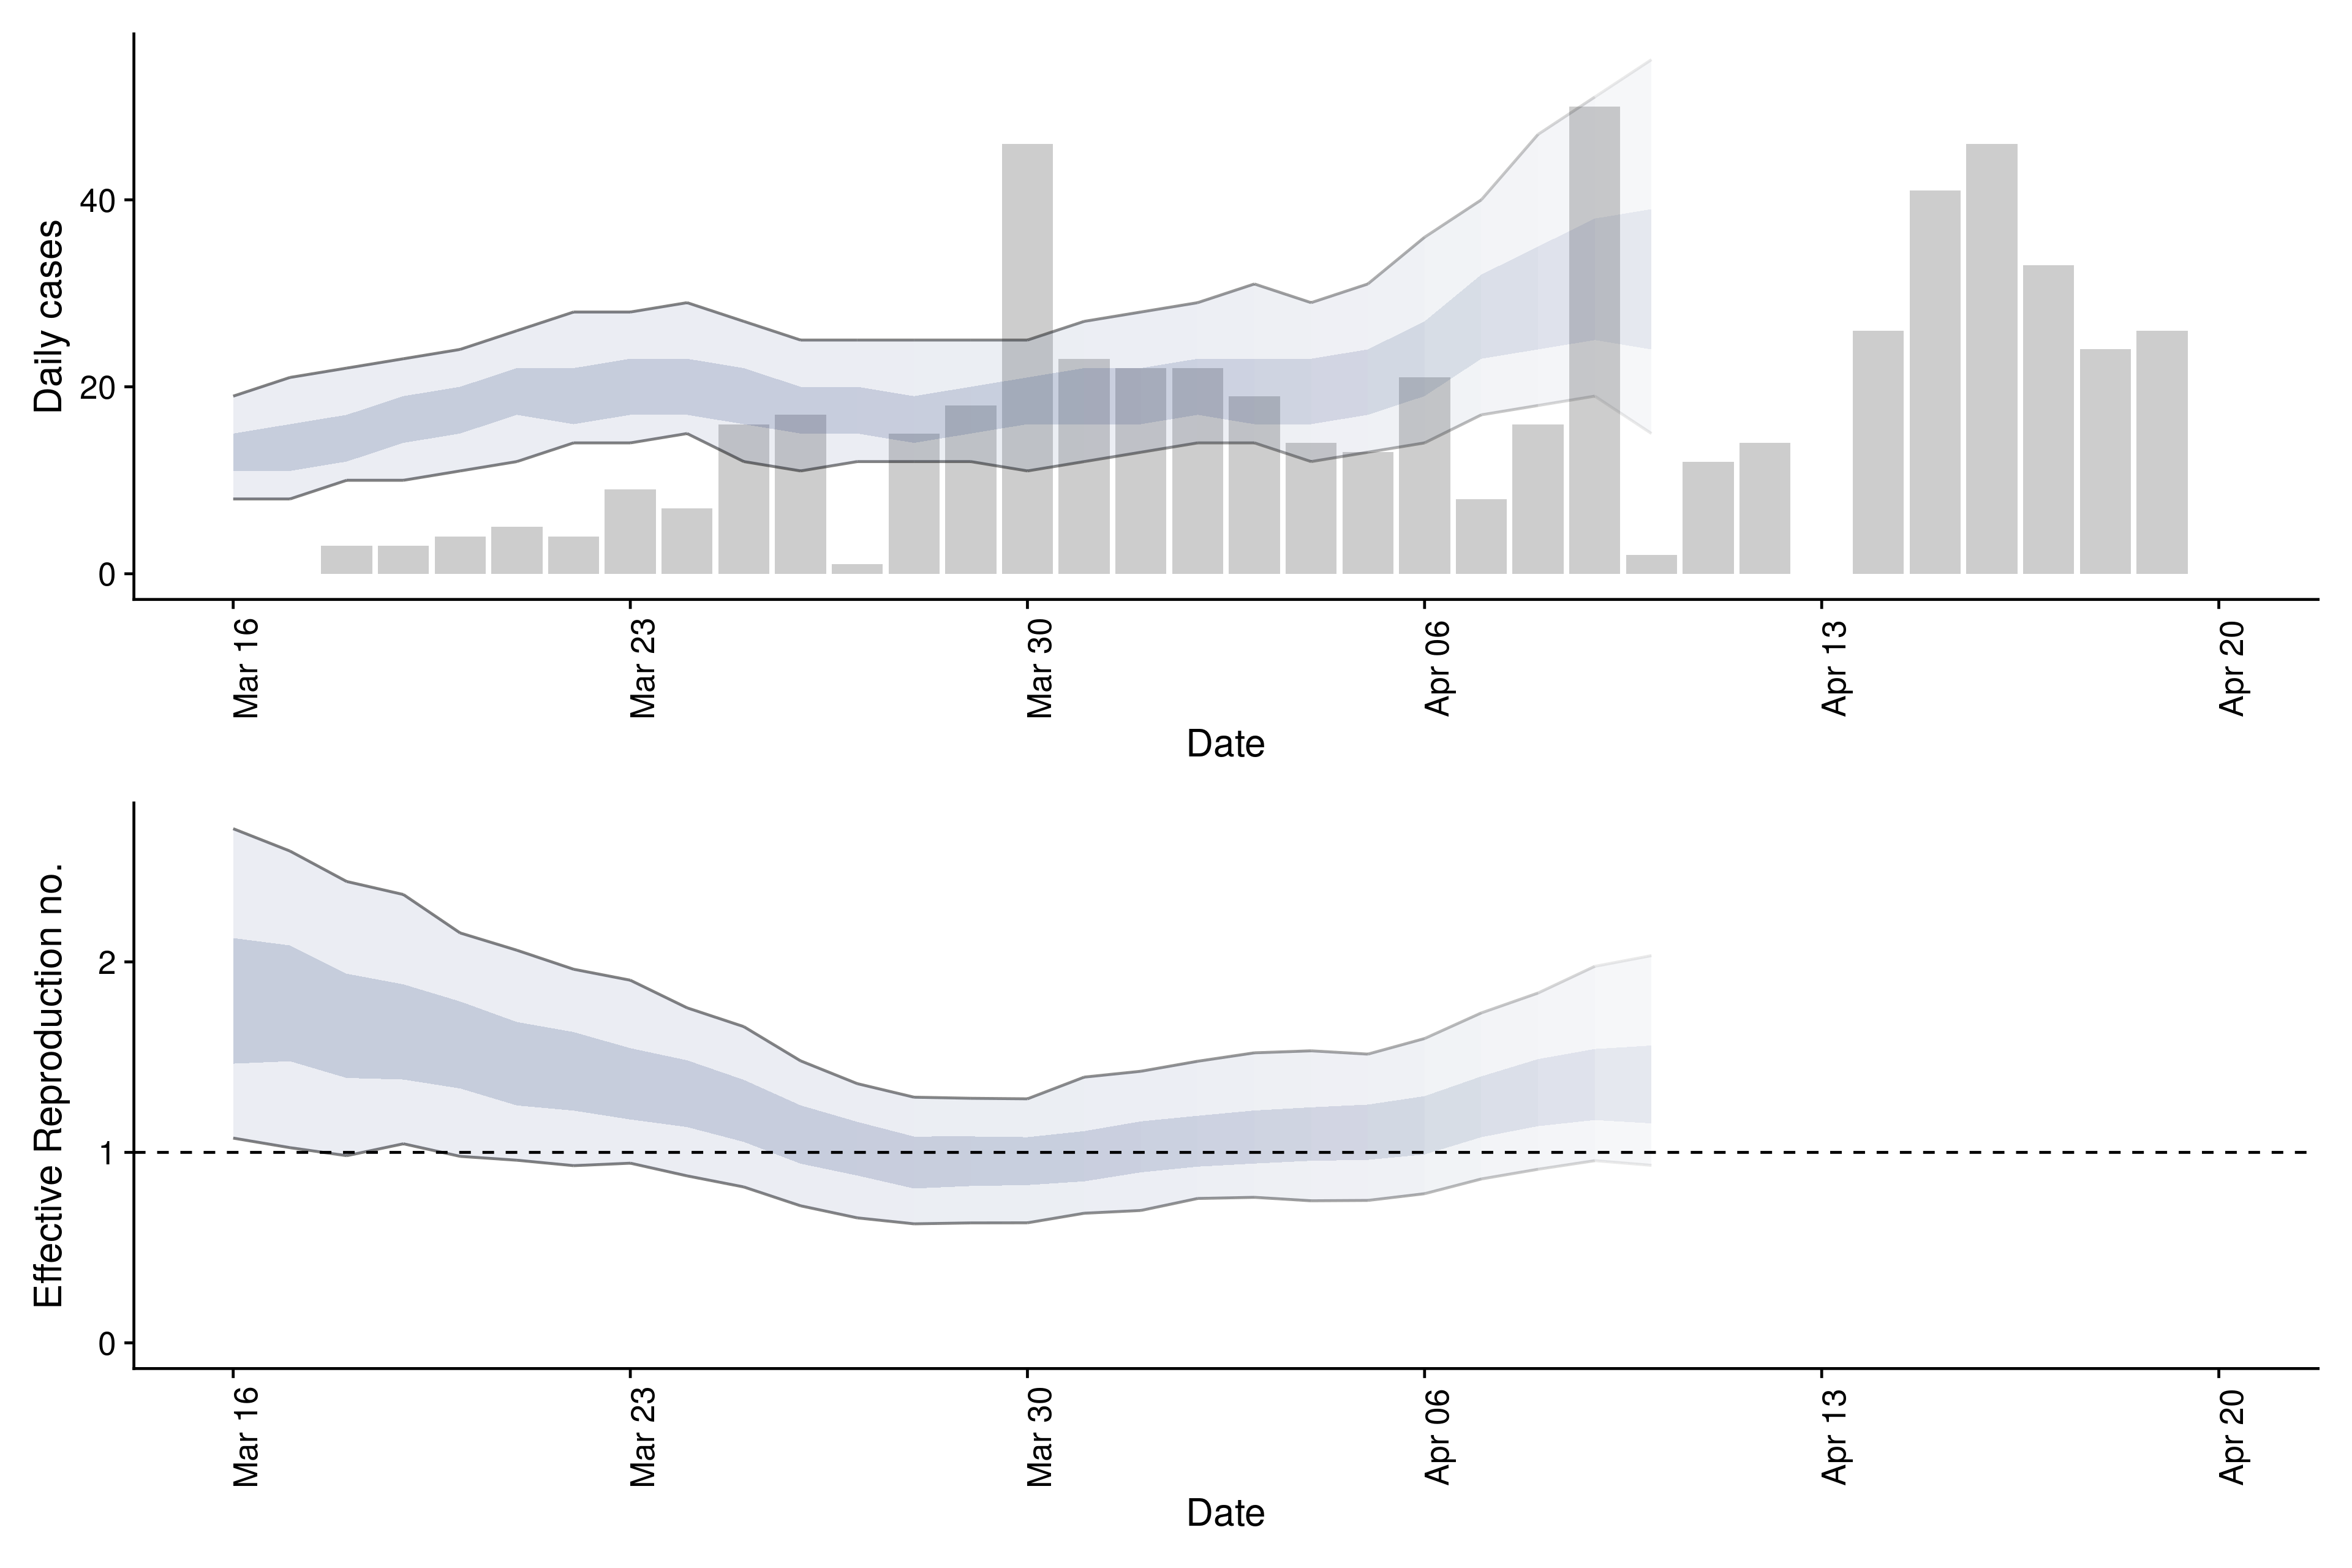 Daily cases
40
20
0
Mar 16
Mar 23
Mar 30
Apr 06
Apr 13
Apr 20
Date
Effective Reproduction no.
2
1
0
Mar 16
Mar 23
Mar 30
Apr 06
Apr 13
Apr 20
Date